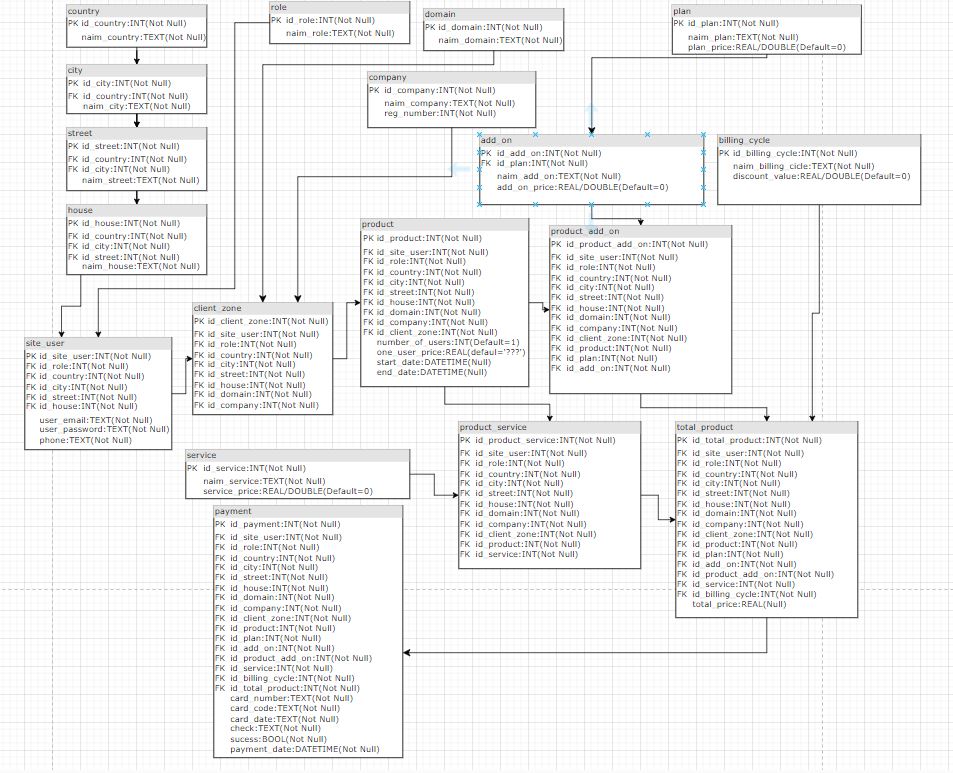 country
PK id_country:INT(Not Null)
naim_country:TEXT(Not Null)
role
PK id_role:INT(Not Null)
naim_role:TEXT(Not Null)
domain
PK id_domain:INT(Not Null)
naim_domain:TEXT(Not Null)
plan
PK id_plan:INT(Not Null)
naim_plan:TEXT(Not Null)
plan_price:REAL/DOUBLE(Default=0)
city
PK id_city:INT(Not Null)
FK id_country:INT(Not Null)
naim_city:TEXT(Not Null)
company
PK id_company:INT(Not Null)
naim_company:TEXT(Not Null)
reg_number:INT(Not Null)
street
PK id_street:INT(Not Null)
FK id_country:INT(Not Null)
FK id_city:INT(Not Null)
naim_street:TEXT(Not Null)
add_on
PK id_add_on:INT(Not Null)
FK id_plan:INT(Not Null)
naim_add_on:TEXT(Not Null)
add_on_price:REAL/DOUBLE(Default=0)
billing_cycle
PK id_billing_cycle:INT(Not Null)
naim_billing_cicle:TEXT(Not Null)
discount_value:REAL/DOUBLE(Default=0)
house
PK id_house:INT(Not Null)
FK id_country:INT(Not Null)
FK id_city:INT(Not Null)
FK id_street:INT(Not Null)
naim_house:TEXT(Not Null)
product
PK id_product:INT(Not Null)
FK id_site_user:INT(Not Null)
FK id_role:INT(Not Null)
FK id_country:INT(Not Null)
FK id_city:INT(Not Null)
FK id_street:INT(Not Null)
FK id_house:INT(Not Null)
FK id_domain:INT(Not Null)
FK id_company:INT(Not Null)
FK id_client_zone:INT(Not Null)
number_of_users:INT(Default=1)
one_user_price:REAL(defaul='???')
start_date:DATETIME(Null)
end_date:DATETIME(Null)
product_add_on
PK id_product_add_on:INT(Not Null)
FK id_site_user:INT(Not Null)
FK id_role:INT(Not Null)
FK id_country:INT(Not Null)
FK id_city:INT(Not Null)
FK id_street:INT(Not Null)
FK id_house:INT(Not Null)
FK id_domain:INT(Not Null)
FK id_company:INT(Not Null)
FK id_client_zone:INT(Not Null)
FK id_product:INT(Not Null)
FK id_plan:INT(Not Null)
FK id_add_on:INT(Not Null)
client_zone
PK id_client_zone:INT(Not Null)
FK id_site_user:INT(Not Null)
FK id_role:INT(Not Null)
FK id_country:INT(Not Null)
FK id_city:INT(Not Null)
FK id_street:INT(Not Null)
FK id_house:INT(Not Null)
FK id_domain:INT(Not Null)
FK id_company:INT(Not Null)
site_user
PK id_site_user:INT(Not Null)
FK id_role:INT(Not Null)
FK id_country:INT(Not Null)
FK id_city:INT(Not Null)
FK id_street:INT(Not Null)
FK id_house:INT(Not Null)
user_email:TEXT(Not Null)
user_password:TEXT(Not Null)
phone:TEXT(Not Null)
product_service
PK id_product_service:INT(Not Null)
FK id_site_user:INT(Not Null)
FK id_role:INT(Not Null)
FK id_country:INT(Not Null)
FK id_city:INT(Not Null)
FK id_street:INT(Not Null)
FK id_house:INT(Not Null)
FK id_domain:INT(Not Null)
FK id_company:INT(Not Null)
FK id_client_zone:INT(Not Null)
FK id_product:INT(Not Null)
FK id_service:INT(Not Null)
total_product
PK id_total_product:INT(Not Null)
FK id_site_user:INT(Not Null)
FK id_role:INT(Not Null)
FK id_country:INT(Not Null)
FK id_city:INT(Not Null)
FK id_street:INT(Not Null)
FK id_house:INT(Not Null)
FK id_domain:INT(Not Null)
FK id_company:INT(Not Null)
FK id_client_zone:INT(Not Null)
FK id_product:INT(Not Null)
FK id_plan:INT(Not Null)
FK id_add_on:INT(Not Null)
FK id_product_add_on:INT(Not Null)
FK id_service:INT(Not Null)
FK id_billing_cycle:INT(Not Null)
total_price:REAL(Null)
service
PK id_service:INT(Not Null)
naim_service:TEXT(Not Null)
service_price:REAL/DOUBLE(Default=0)
payment
PK id_payment:INT(Not Null)
FK id_site_user:INT(Not Null)
FK id_role:INT(Not Null)
FK id_country:INT(Not Null)
FK id_city:INT(Not Null)
FK id_street:INT(Not Null)
FK id_house:INT(Not Null)
FK id_domain:INT(Not Null)
FK id_company:INT(Not Null)
FK id_client_zone:INT(Not Null)
FK id_product:INT(Not Null)
FK id_plan:INT(Not Null)
FK id_add_on:INT(Not Null)
FK id_product_add_on:INT(Not Null)
FK id_service:INT(Not Null)
FK id_billing_cycle:INT(Not Null)
FK id_total_product:INT(Not Null)
card_number:TEXT(Not Null)
card_code:TEXT(Not Null)
card_date:TEXT(Not Null)
check:TEXT(Not Null)
sucess:BOOL(Not Null)
payment_date:DATETIME(Not Null)